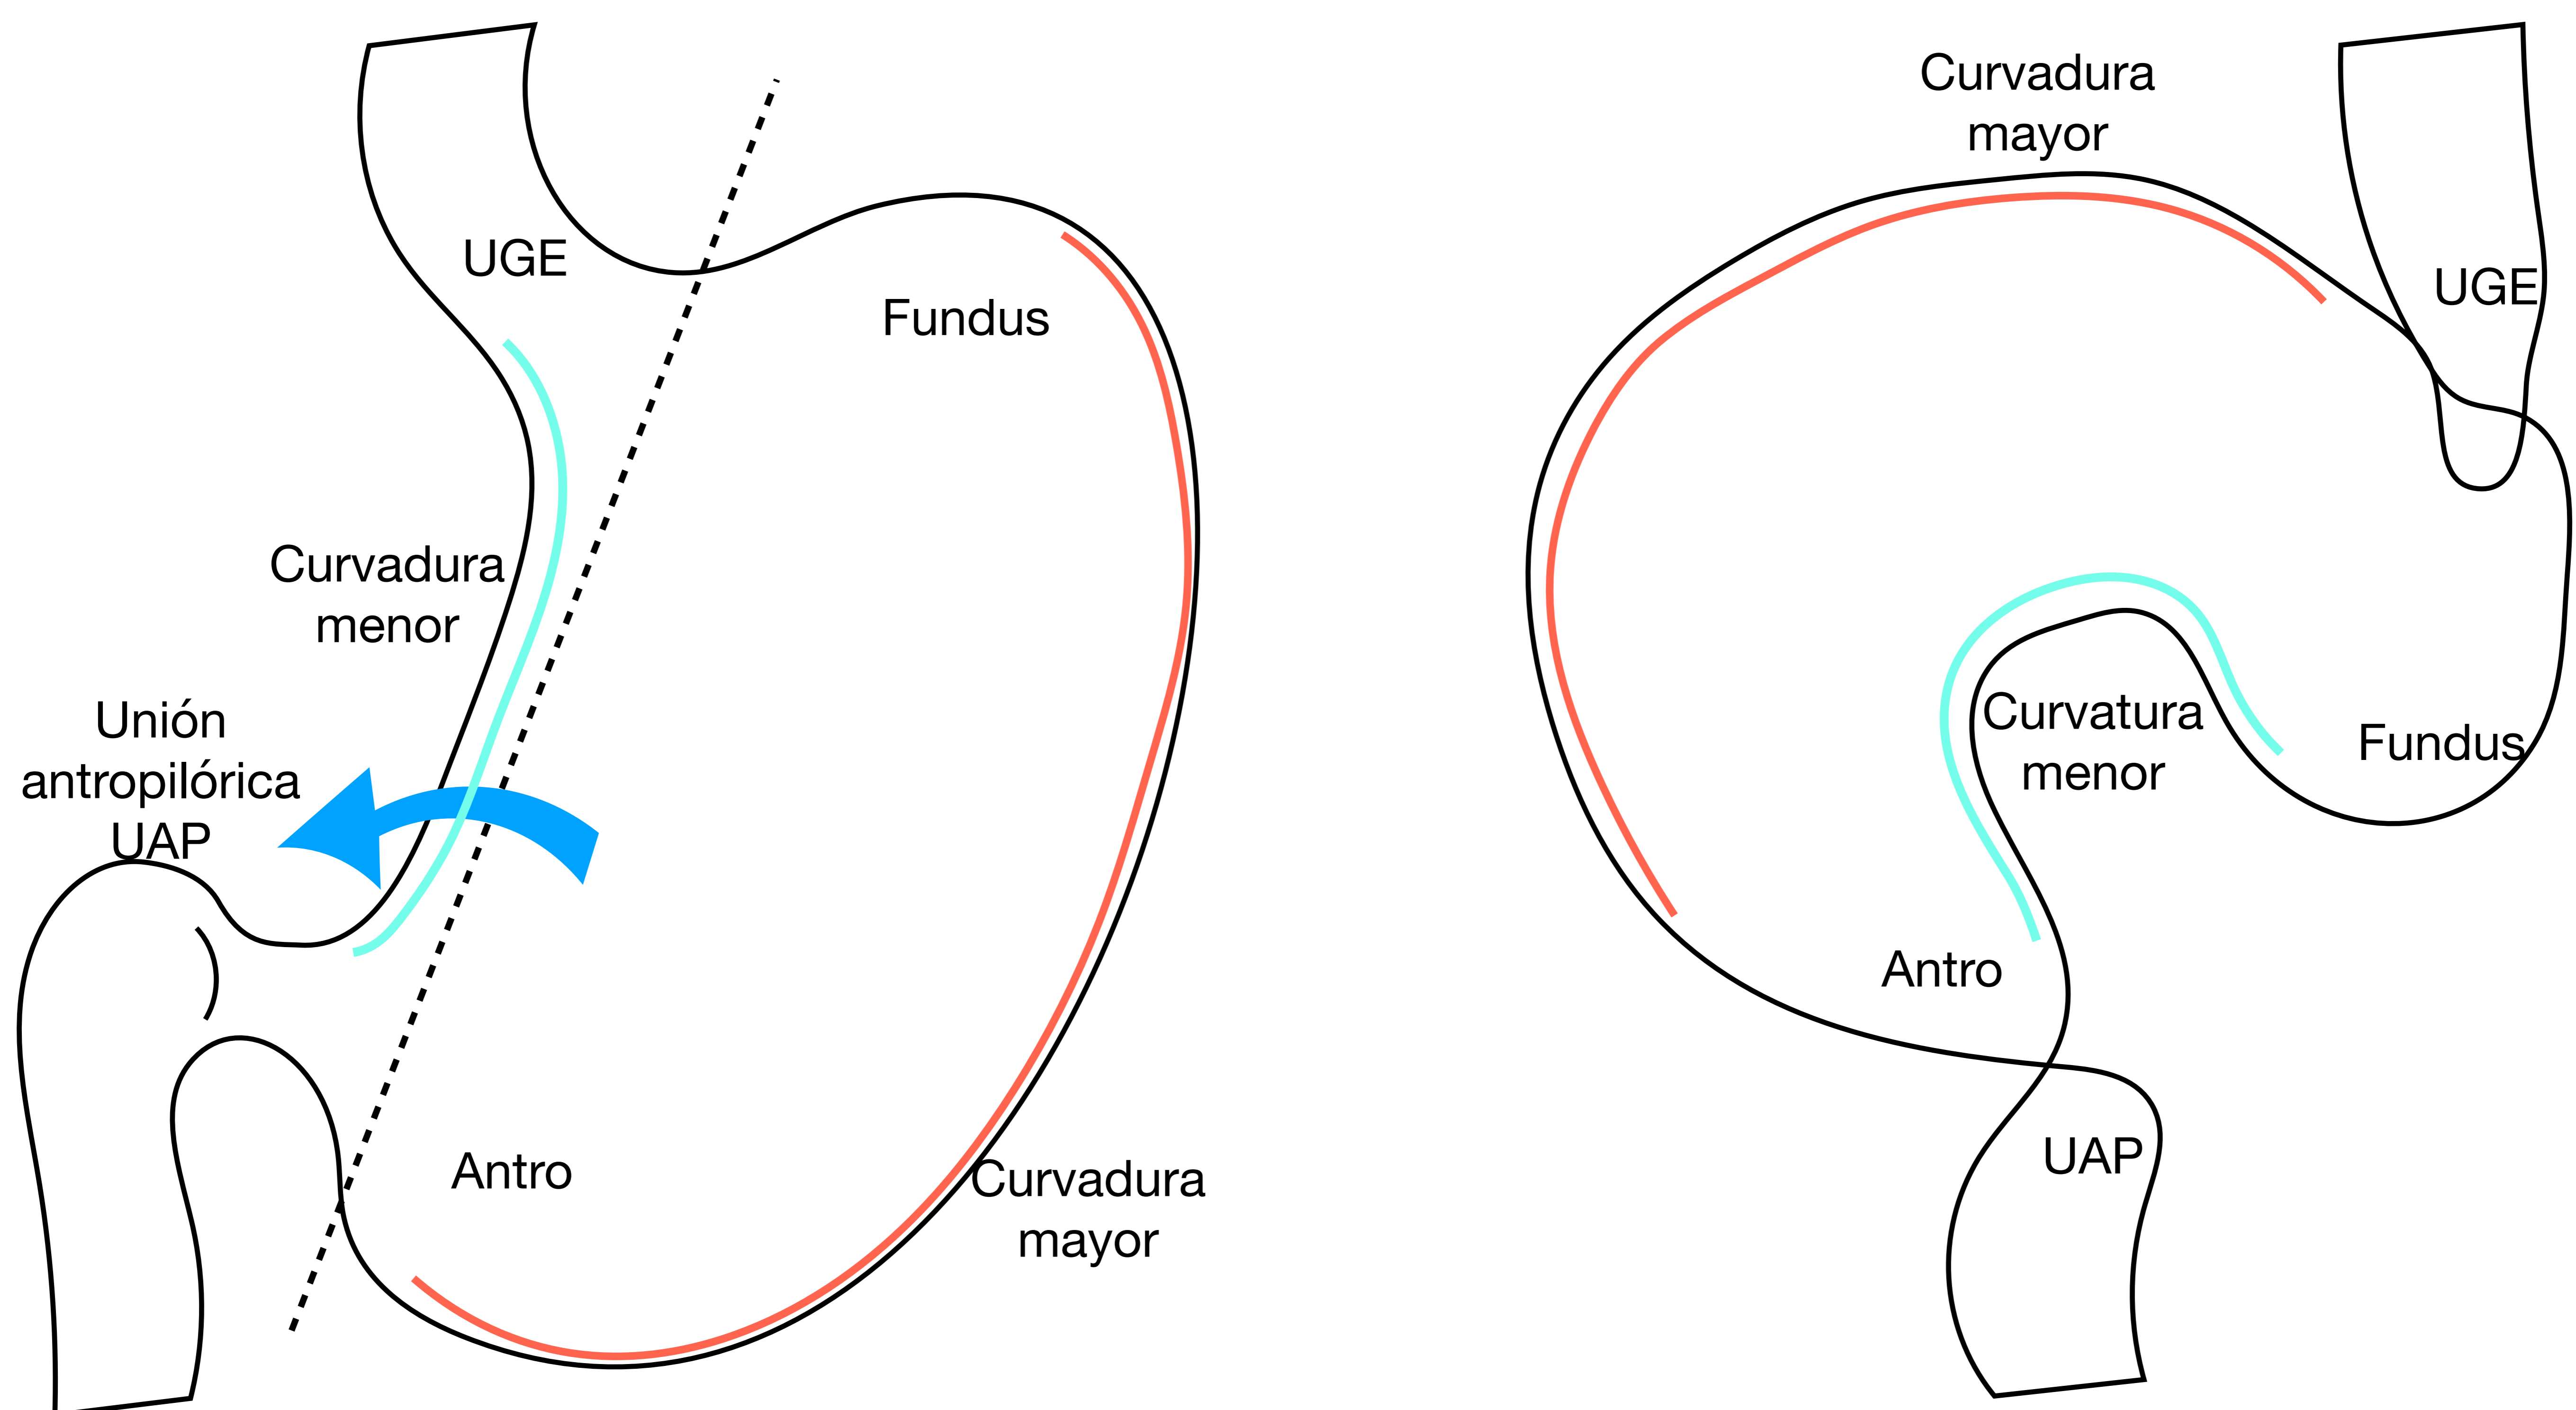 UGE
Fundus
Curvadura
menor
Unión
antropilórica
UAP
Antro
Curvadura
mayor
Curvadura
mayor
UGE
Curvatura
menor
Fundus
Antro
UAP